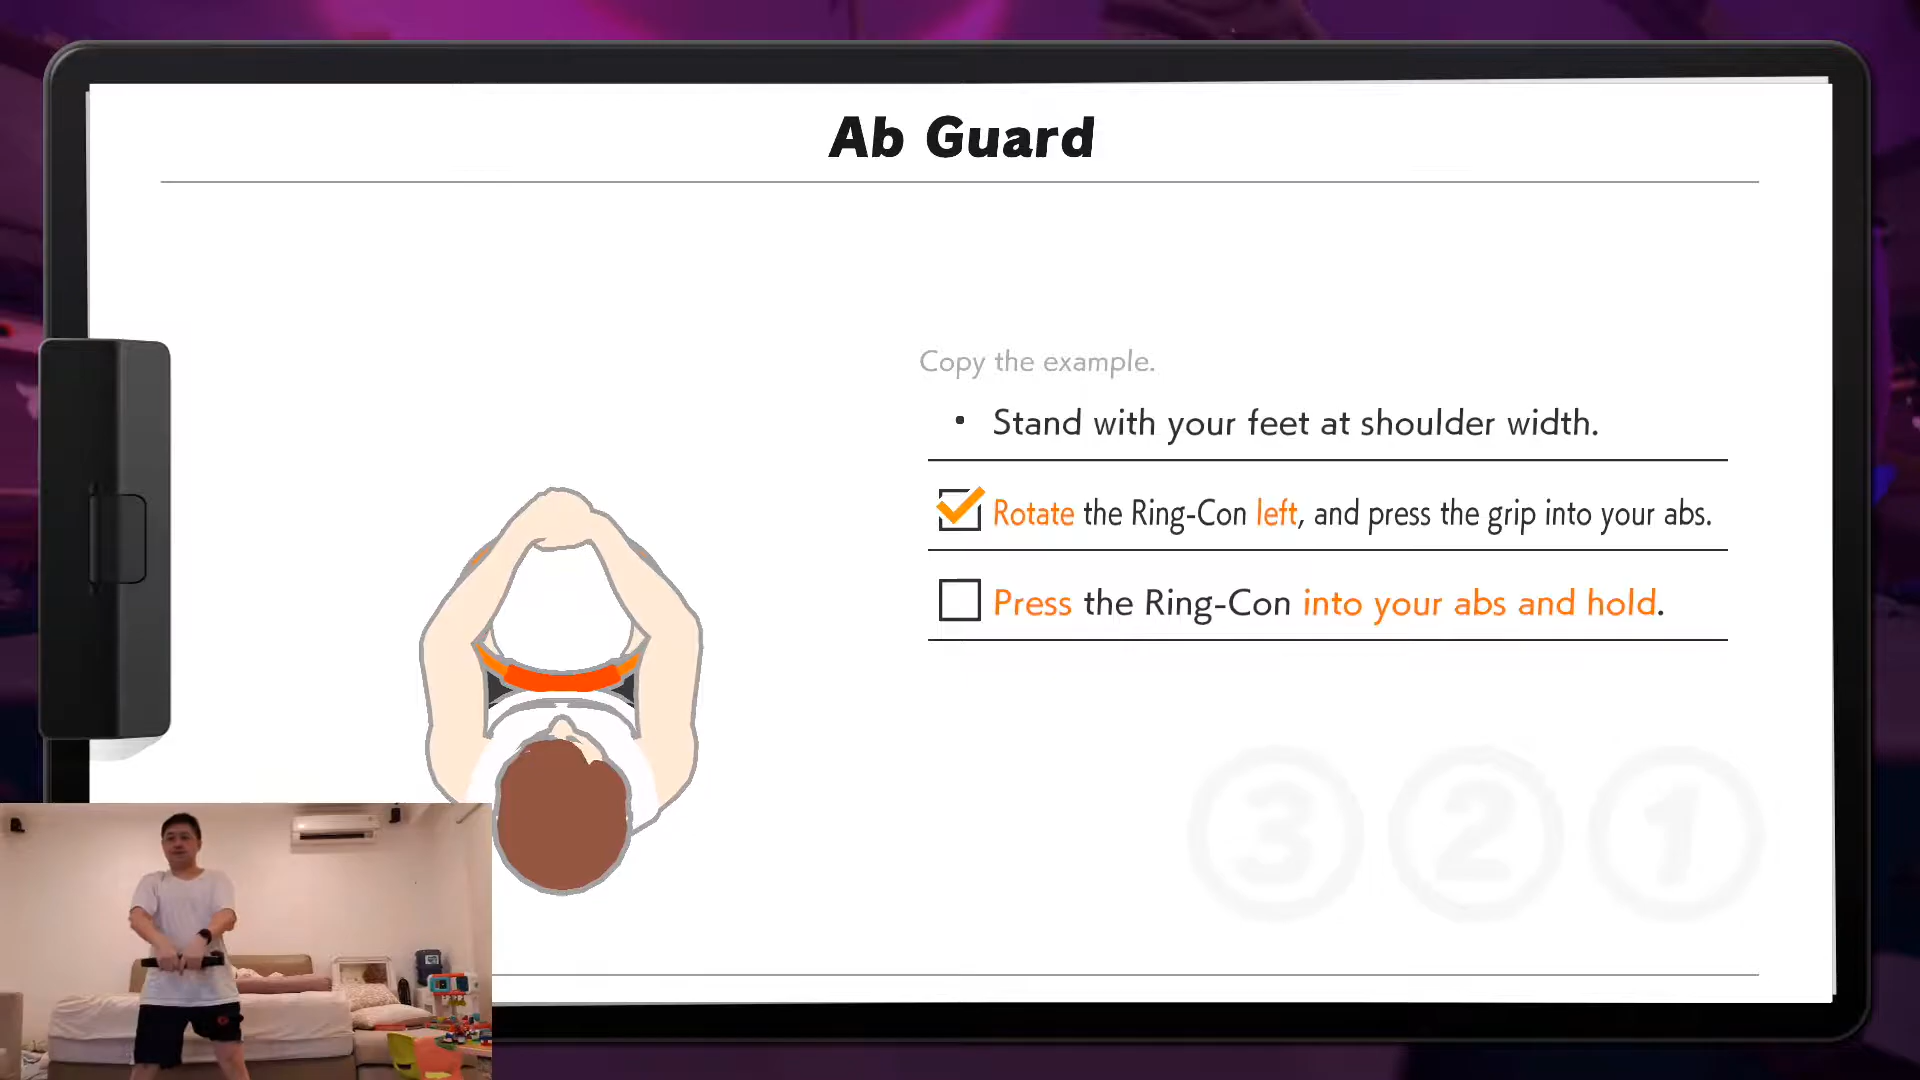 Ab Guard
Copy the example.
• Stand with your feet at shoulder width.
Rotate the Ring-Con left, and press the grip into your abs.
Press the Ring-Con into your abs and hold.
3 2 1